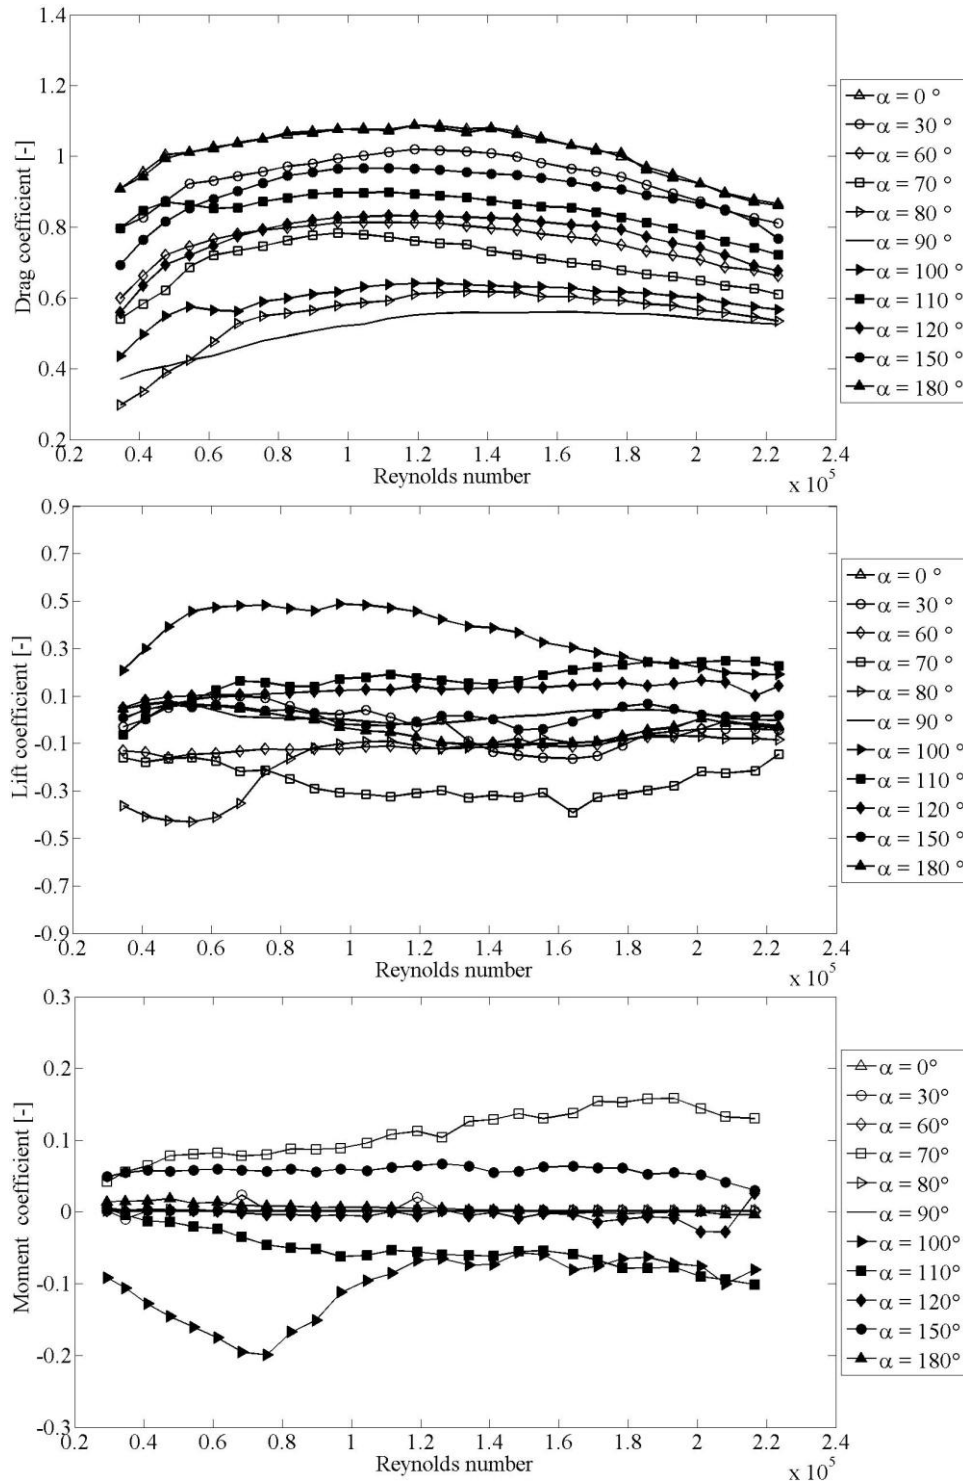 1.4
1.2
1
0.8
0.6
0.4
0.2
Drag coefficient [-]
0.2 0.4 0.6 0.8 1 1.2 1.4 1.6 1.8 2 2.2 2.4
Reynolds number
x 10⁵
α = 0 °
α = 30 °
α = 60 °
α = 70 °
α = 80 °
α = 90 °
α = 100 °
α = 110 °
α = 120 °
α = 150 °
α = 180 °
0.9
0.7
0.5
0.3
0.1
-0.1
-0.3
-0.5
-0.7
-0.9
Lift coefficient [-]
0.2 0.4 0.6 0.8 1 1.2 1.4 1.6 1.8 2 2.2 2.4
Reynolds number
x 10⁵
α = 0 °
α = 30 °
α = 60 °
α = 70 °
α = 80 °
α = 90 °
α = 100 °
α = 110 °
α = 120 °
α = 150 °
α = 180 °
0.3
0.2
0.1
0
-0.1
-0.2
-0.3
Moment coefficient [-]
0.2 0.4 0.6 0.8 1 1.2 1.4 1.6 1.8 2 2.2 2.4
Reynolds number
x 10⁵
α = 0°
α = 30°
α = 60°
α = 70°
α = 80°
α = 90°
α = 100°
α = 110°
α = 120°
α = 150°
α = 180°